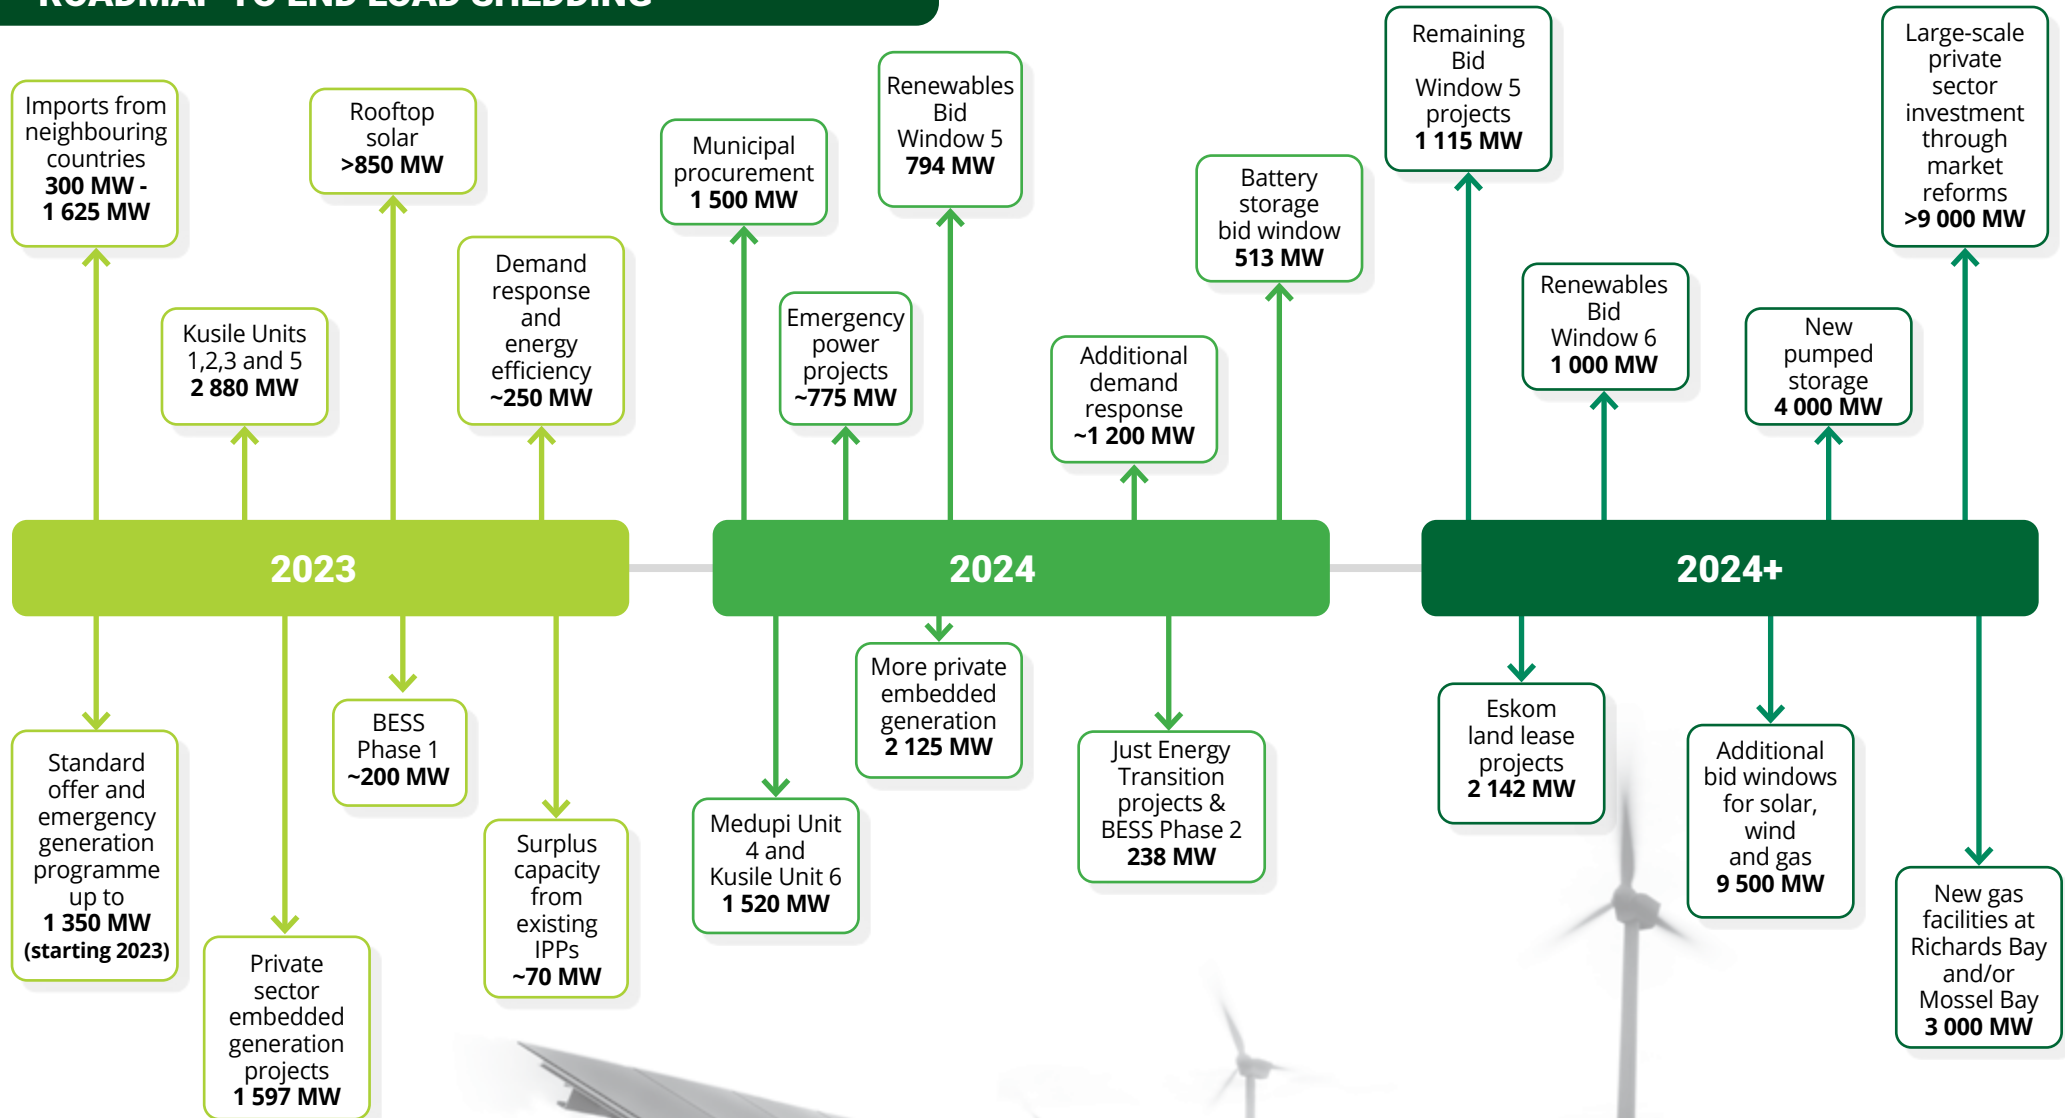 ROADMAP TO END LOAD SHEDDING
Imports from
neighbouring
countries
300 MW -
1 625 MW
Kusile Units
1,2,3 and 5
2 880 MW
Rooftop
solar
>850 MW
Demand
response
and
energy
efficiency
~250 MW
Municipal
procurement
1 500 MW
Emergency
power
projects
~775 MW
Renewables
Bid
Window 5
794 MW
Additional
demand
response
~1 200 MW
Battery
storage
bid window
513 MW
Remaining
Bid
Window 5
projects
1 115 MW
Renewables
Bid
Window 6
1 000 MW
New
pumped
storage
4 000 MW
Large-scale
private
sector
investment
through
market
reforms
>9 000 MW
2023
2024
2024+
Standard
offer and
emergency
generation
programme
up to
1 350 MW
(starting 2023)
Private
sector
embedded
generation
projects
1 597 MW
BESS
Phase 1
~200 MW
Surplus
capacity
from
existing
IPPs
~70 MW
Medupi Unit
4 and
Kusile Unit 6
1 520 MW
More private
embedded
generation
2 125 MW
Just Energy
Transition
projects &
BESS Phase 2
238 MW
Eskom
land lease
projects
2 142 MW
Additional
bid windows
for solar,
wind
and gas
9 500 MW
New gas
facilities at
Richards Bay
and/or
Mossel Bay
3 000 MW